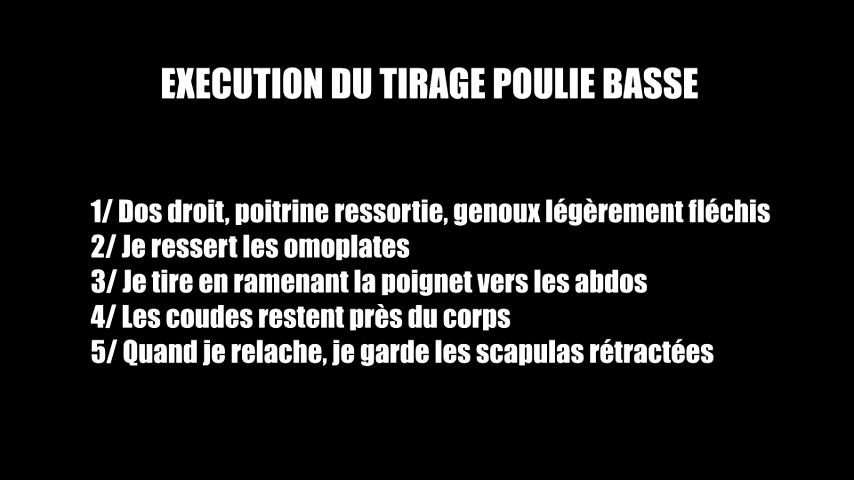 EXECUTION DU TIRAGE POULIE BASSE
1/ Dos droit, poitrine ressortie, genoux légèrement fléchis
2/ Je ressert les omoplates
3/ Je tire en ramenant la poignet vers les abdos
4/ Les coudes restent près du corps
5/ Quand je relache, je garde les scapulas rétractées